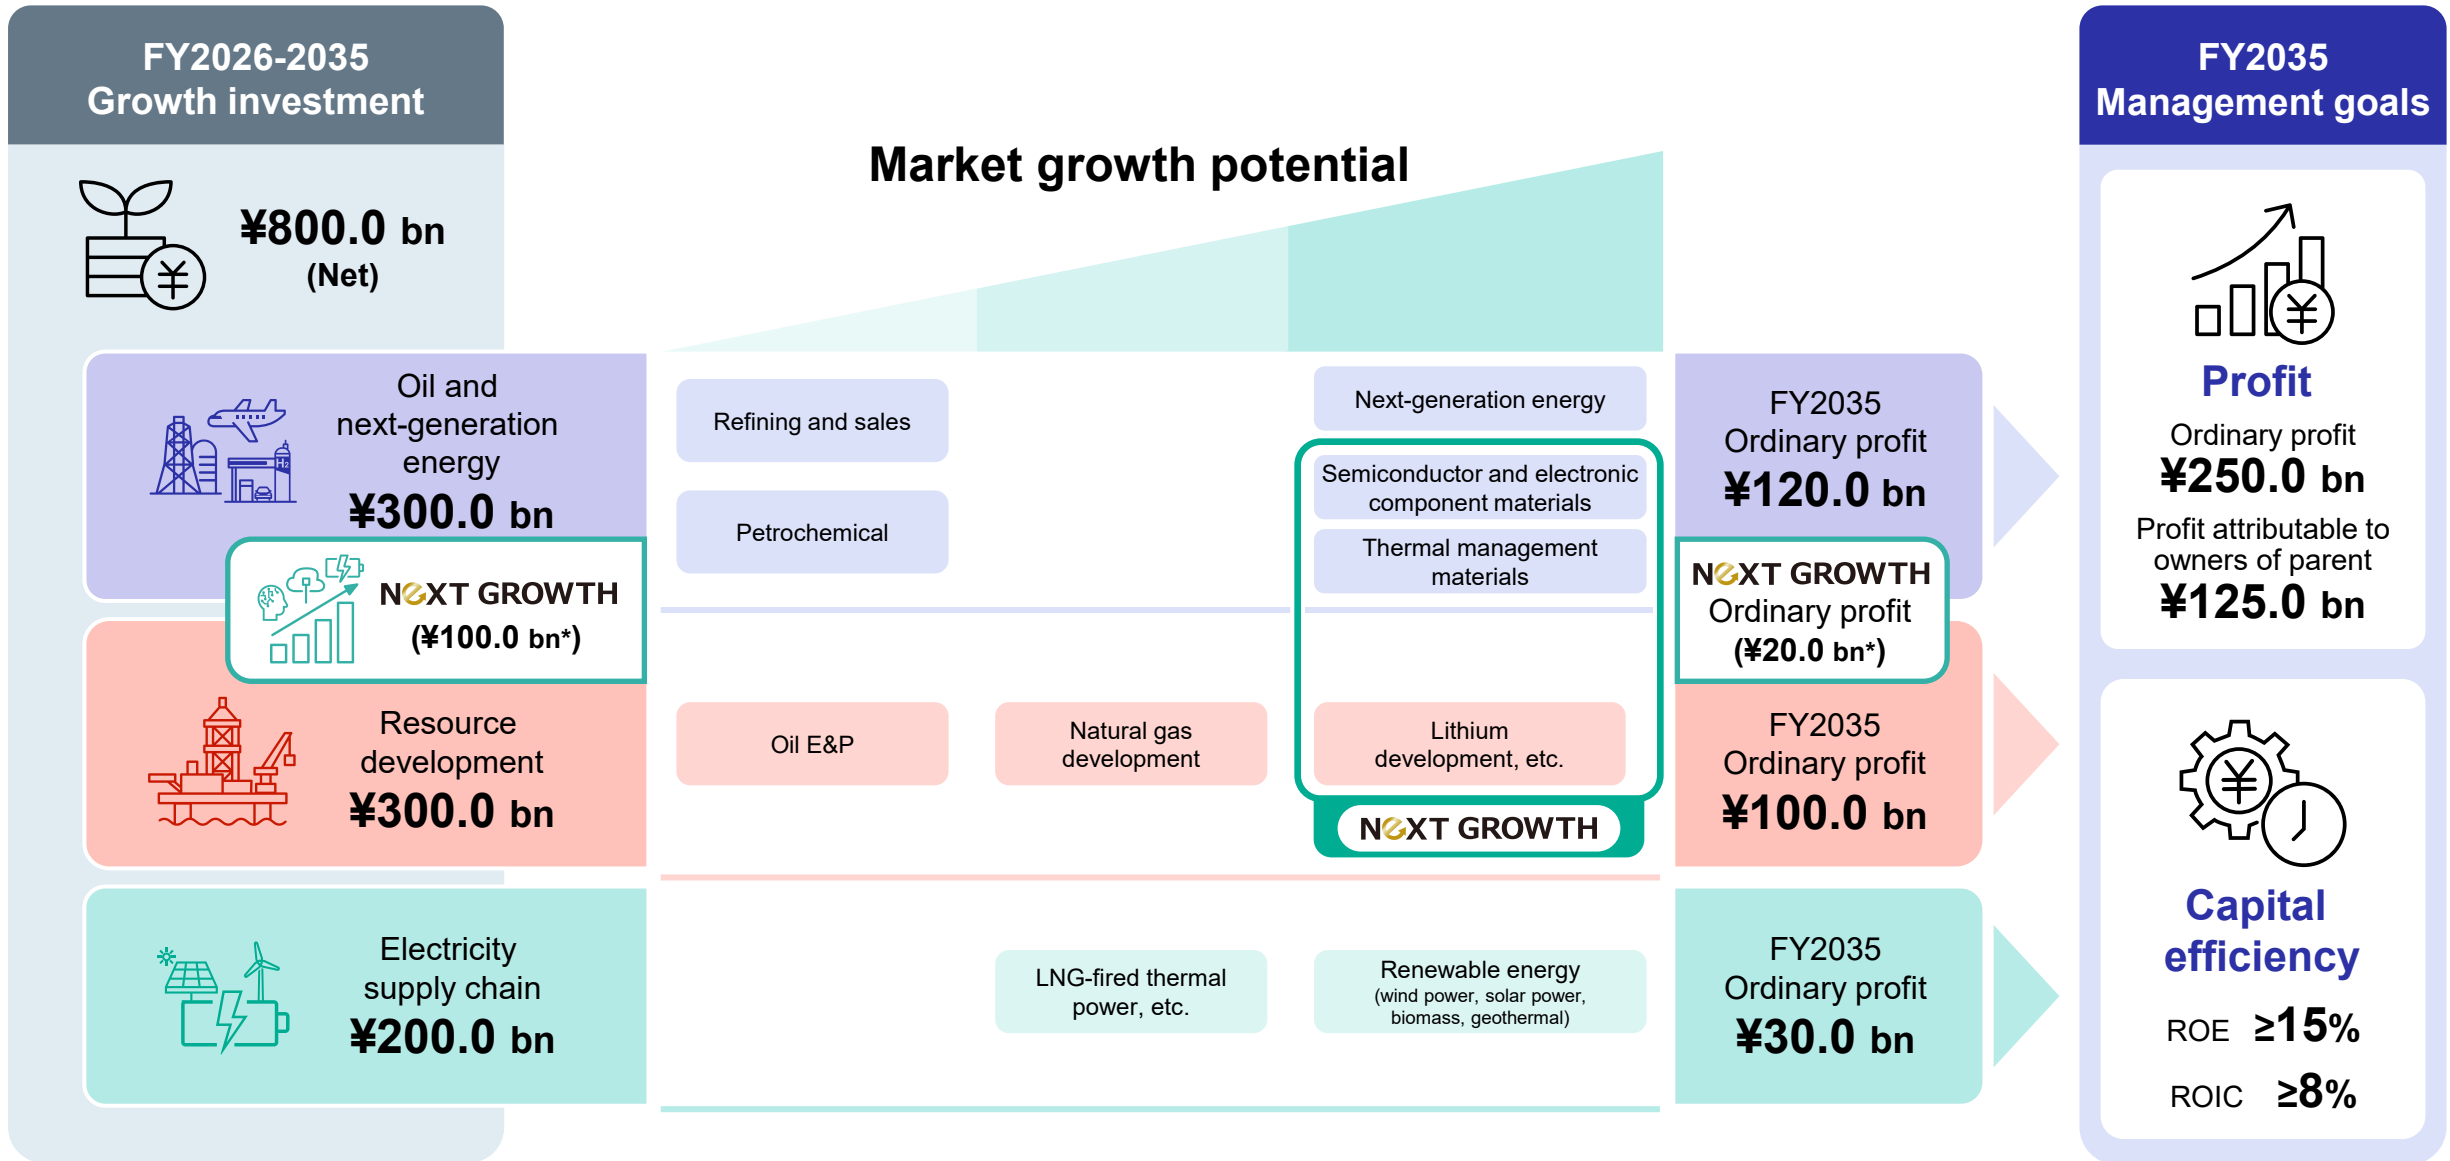 FY2026-2035
Growth investment
¥800.0 bn
(Net)
Oil and
next-generation
energy
¥300.0 bn
NEXT GROWTH
(¥100.0 bn*)
Resource
development
¥300.0 bn
Electricity
supply chain
¥200.0 bn
Market growth potential
Refining and sales
Petrochemical
Next-generation energy
Semiconductor and electronic
component materials
Thermal management
materials
Oil E&P
Natural gas
development
Lithium
development, etc.
NEXT GROWTH
LNG-fired thermal
power, etc.
Renewable energy
(wind power, solar power,
biomass, geothermal)
FY2035
Ordinary profit
¥120.0 bn
NEXT GROWTH
Ordinary profit
(¥20.0 bn*)
FY2035
Ordinary profit
¥100.0 bn
FY2035
Ordinary profit
¥30.0 bn
FY2035
Management goals
Profit
Ordinary profit
¥250.0 bn
Profit attributable to
owners of parent
¥125.0 bn
Capital
efficiency
ROE ≥15%
ROIC ≥8%
H2